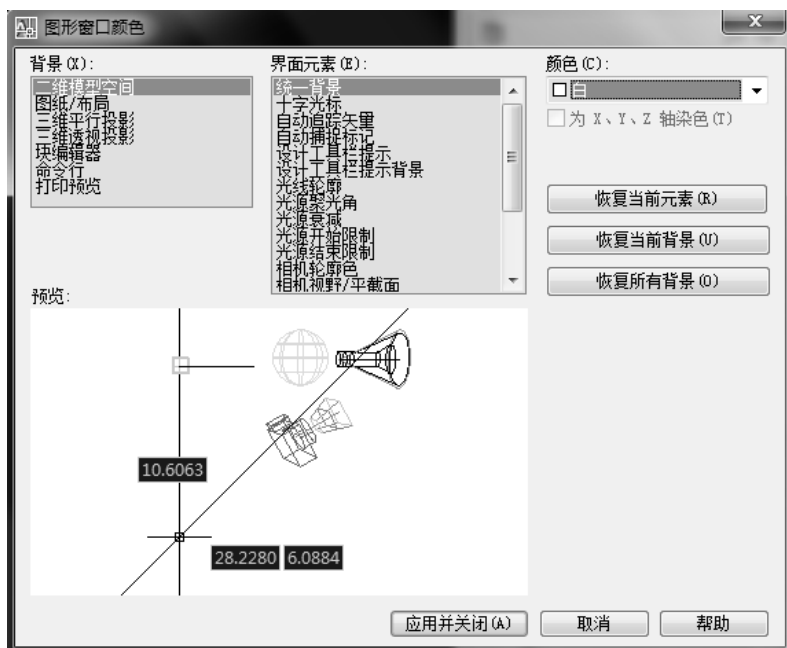 图形窗口颜色
背景(X):
二维模型空间
图纸/布局
三维平行投影
三维透视投影
块编辑器
命令行
打印预览
界面元素(E):
统一背景
十字光标
自动追踪矢量
自动捕捉标记
设计工具栏提示
设计工具栏提示背景
光线轮廓
光源聚光角
光源衰减
光源开始限制
光源结束限制
相机轮廓色
相机视野/平截面
颜色(C):
白
为 X、Y、Z 轴染色(T)
恢复当前元素(R)
恢复当前背景(U)
恢复所有背景(O)
预览:
10.6063
28.2280 6.0884
应用并关闭(A) 取消 帮助